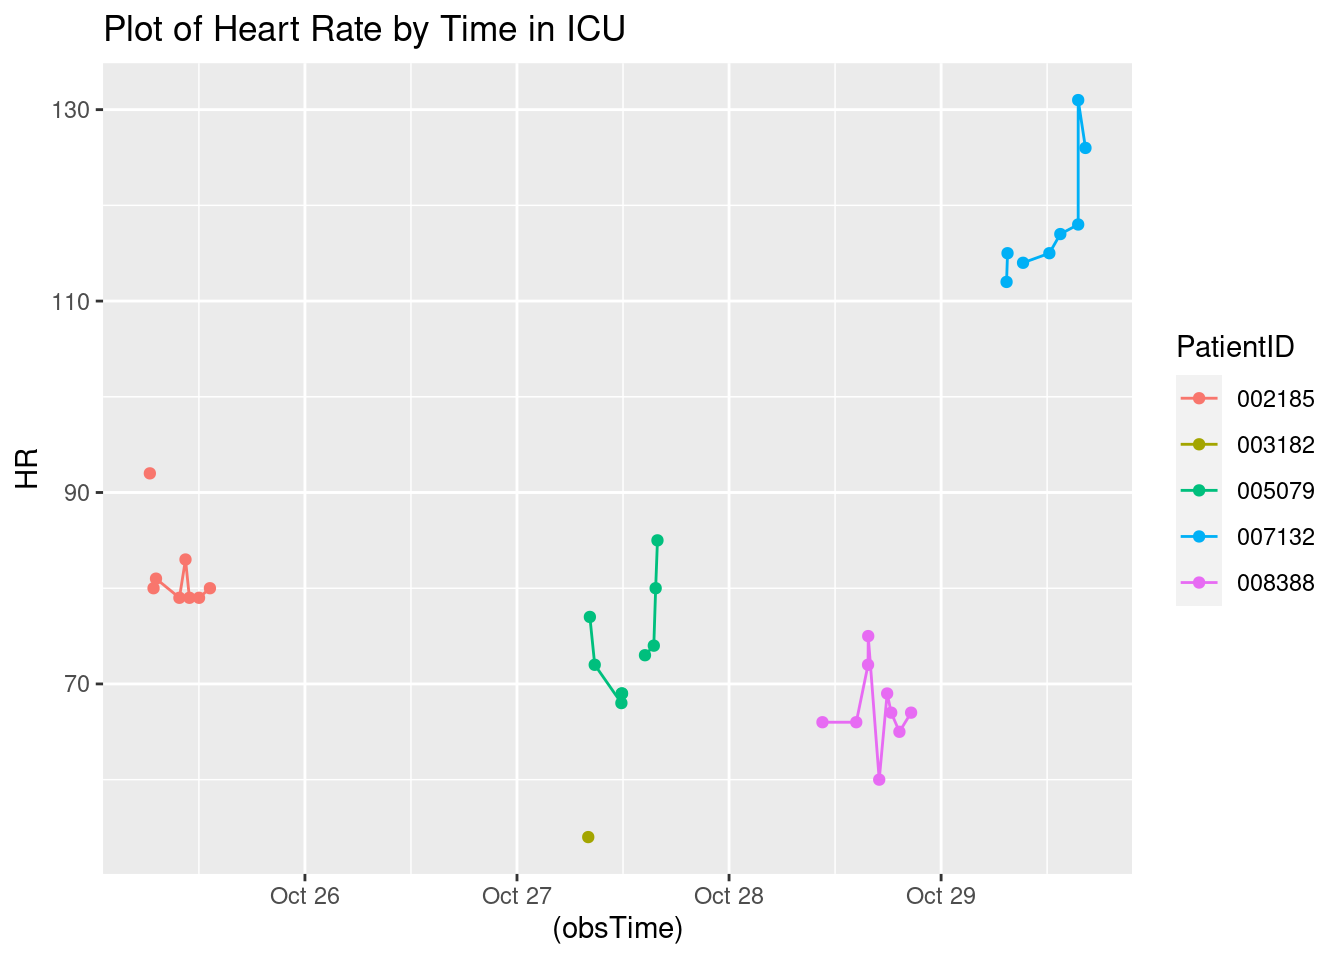 Plot of Heart Rate by Time in ICU
130
110
90
70
HR
Oct 26
Oct 27
Oct 28
Oct 29
(obsTime)
PatientID
002185
003182
005079
007132
008388